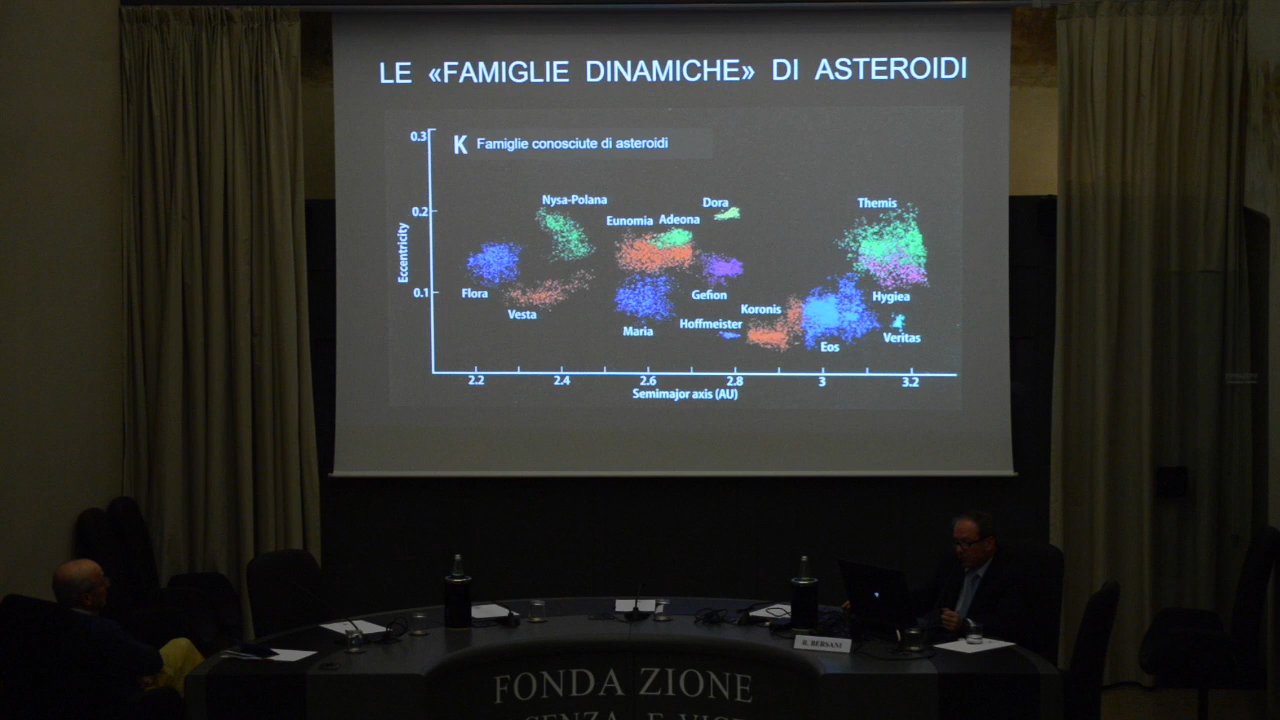 LE «FAMIGLIE DINAMICHE» DI ASTEROIDI
K Famiglie conosciute di asteroidi
0.3
0.2
0.1
Eccentricity
Nysa-Polana
Dora
Themis
Eunomia
Adeona
Flora
Vesta
Gefion
Hygiea
Koronis
Maria
Hoffmeister
Veritas
Eos
2.2 2.4 2.6 2.8 3 3.2
Semimajor axis (AU)
B. BERSANI
FONDAZIONE
E